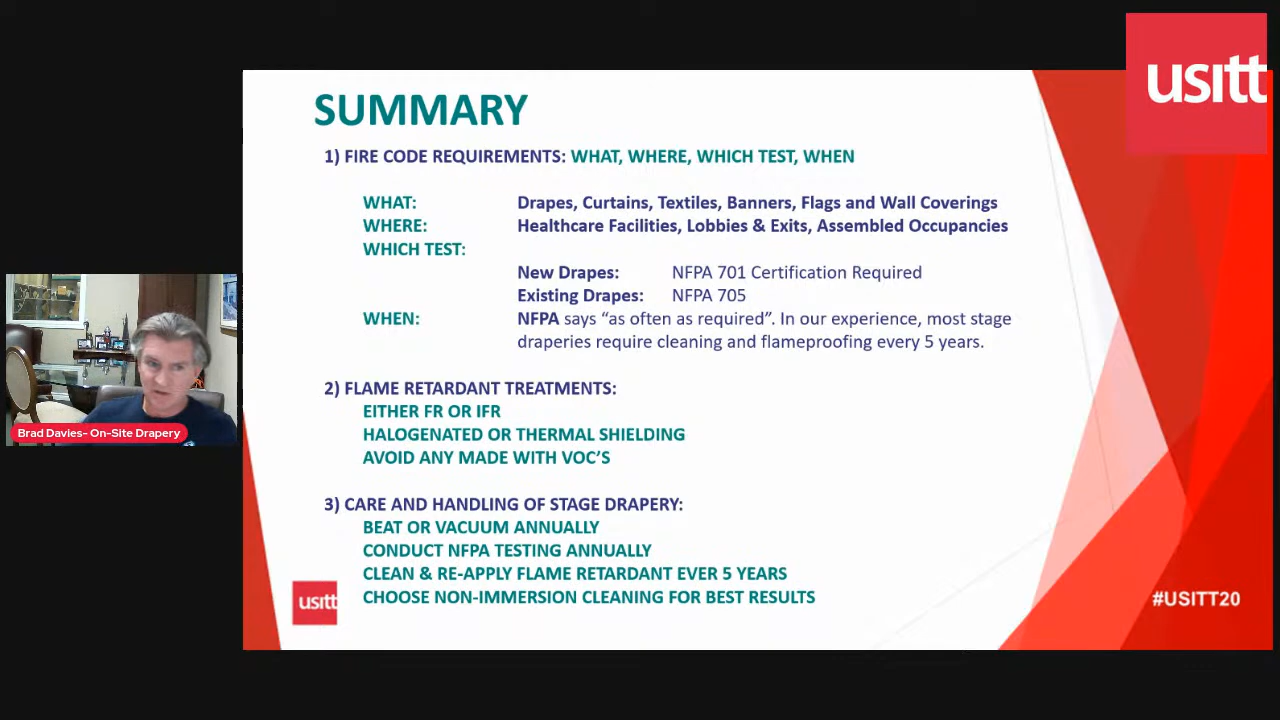 usitt
SUMMARY
1) FIRE CODE REQUIREMENTS: WHAT, WHERE, WHICH TEST, WHEN
WHAT: Drapes, Curtains, Textiles, Banners, Flags and Wall Coverings
WHERE: Healthcare Facilities, Lobbies & Exits, Assembled Occupancies
WHICH TEST:
New Drapes: NFPA 701 Certification Required
Existing Drapes: NFPA 705
WHEN: NFPA says “as often as required”. In our experience, most stage
draperies require cleaning and flameproofing every 5 years.
2) FLAME RETARDANT TREATMENTS:
EITHER FR OR IFR
HALOGENATED OR THERMAL SHIELDING
AVOID ANY MADE WITH VOC’S
3) CARE AND HANDLING OF STAGE DRAPERY:
BEAT OR VACUUM ANNUALLY
CONDUCT NFPA TESTING ANNUALLY
CLEAN & RE-APPLY FLAME RETARDANT EVER 5 YEARS
CHOOSE NON-IMMERSION CLEANING FOR BEST RESULTS
usitt
#USITT20
Brad Davies- On-Site Drapery